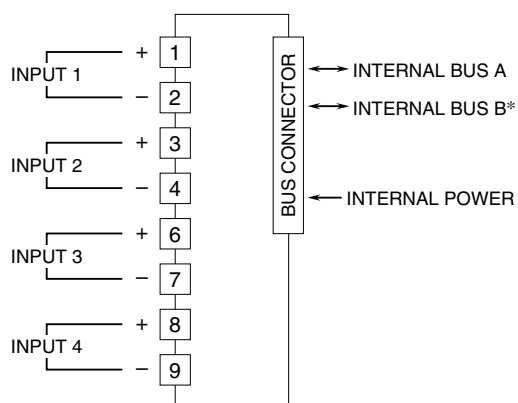 INPUT 1
+ 1
− 2
INPUT 2
+ 3
− 4
INPUT 3
+ 6
− 7
INPUT 4
+ 8
− 9
BUS CONNECTOR
INTERNAL BUS A
INTERNAL BUS B*
INTERNAL POWER